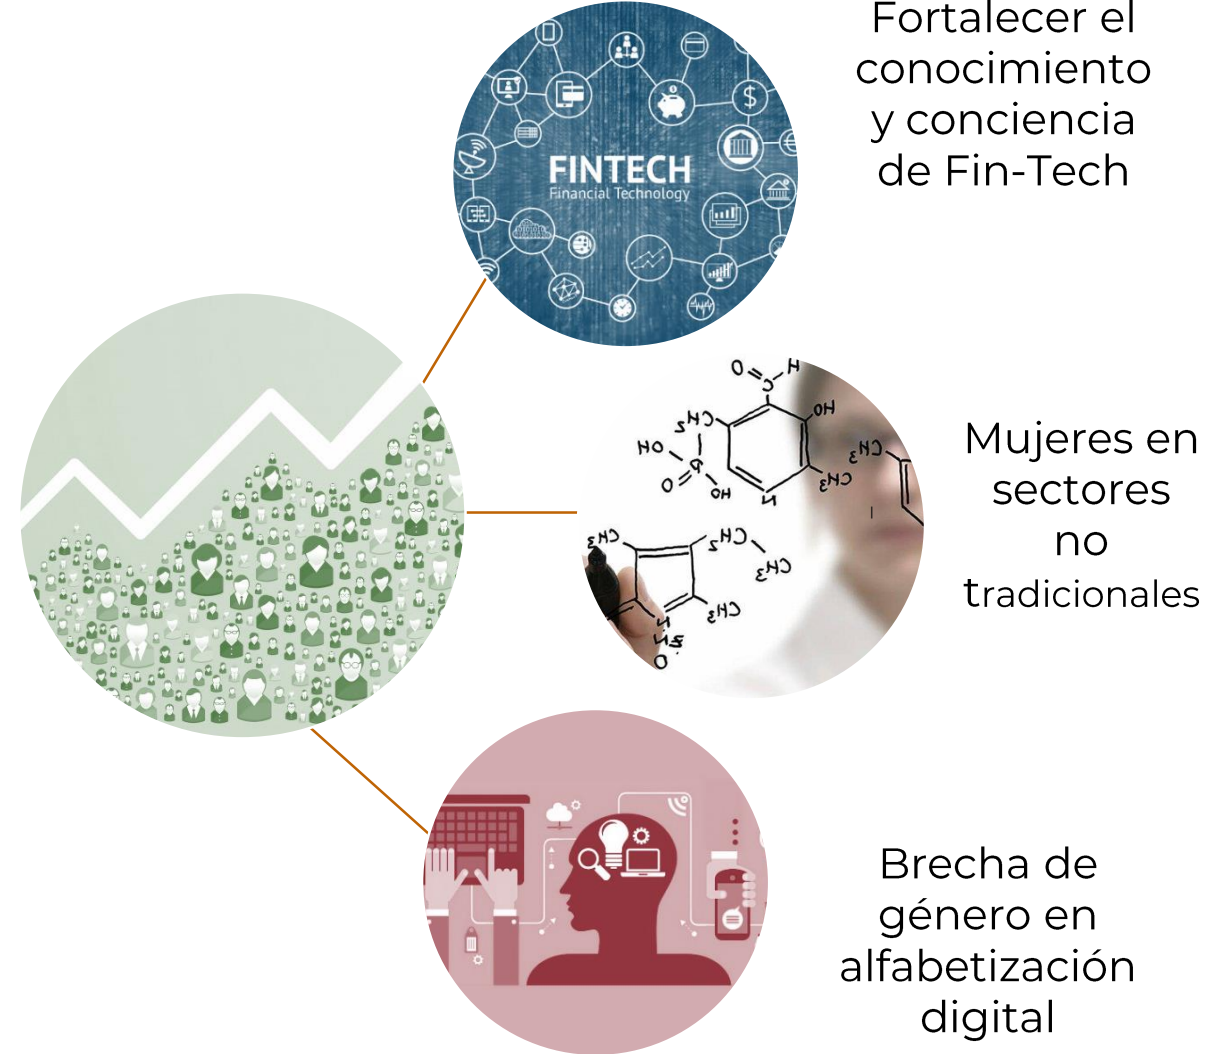 Fortalecer el
conocimiento
y conciencia
de Fin-Tech
FINTECH
Financial Technology
Mujeres en
sectores
no
tradicionales
Brecha de
género en
alfabetización
digital